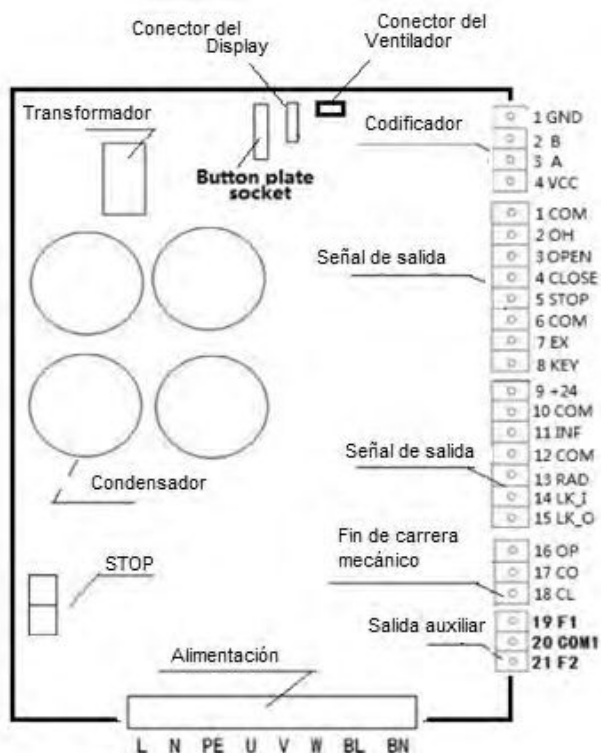 Conector del
Display
Conector del
Ventilador
Transformador
Button plate
socket
Codificador
1 GND
2 B
3 A
4 VCC
Señal de salida
1 COM
2 OH
3 OPEN
4 CLOSE
5 STOP
6 COM
7 EX
8 KEY
9 +24
10 COM
11 INF
12 COM
Señal de salida
13 RAD
14 LK_I
15 LK_O
Condensador
Fin de carrera
mecánico
16 OP
17 CO
18 CL
STOP
Salida auxiliar
19 F1
20 COM1
21 F2
Alimentación
L N PE U V W BL BN